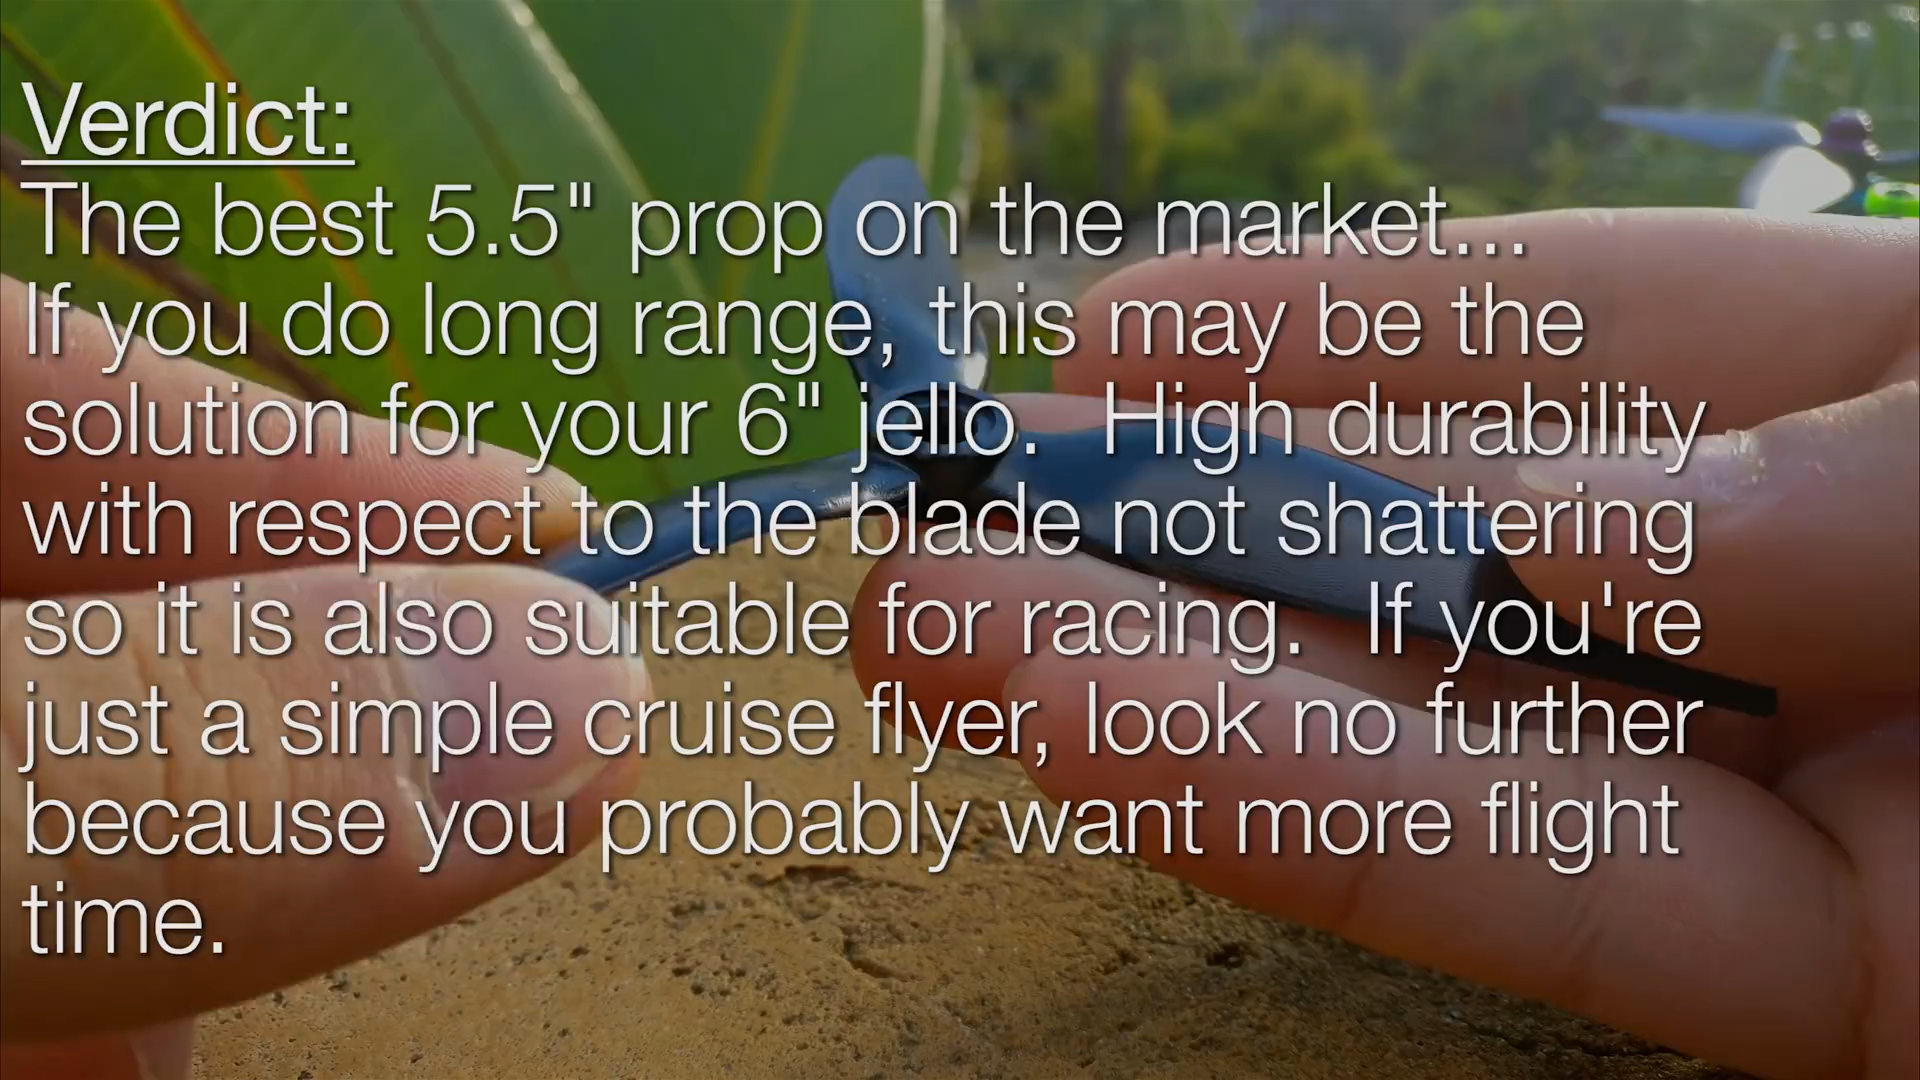 Verdict:
The best 5.5" prop on the market...
If you do long range, this may be the
solution for your 6" jello.  High durability
with respect to the blade not shattering
so it is also suitable for racing.  If you're
just a simple cruise flyer, look no further
because you probably want more flight
time.